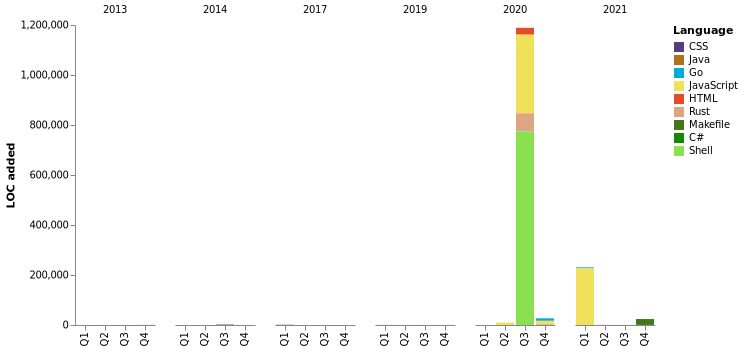 2013 2014 2017 2019 2020 2021
LOC added
1,200,000
1,000,000
800,000
600,000
400,000
200,000
0
Q1 Q2 Q3 Q4 Q1 Q2 Q3 Q4 Q1 Q2 Q3 Q4 Q1 Q2 Q3 Q4 Q1 Q2 Q3 Q4 Q1 Q2 Q3 Q4
Language
CSS
Java
Go
JavaScript
HTML
Rust
Makefile
C#
Shell